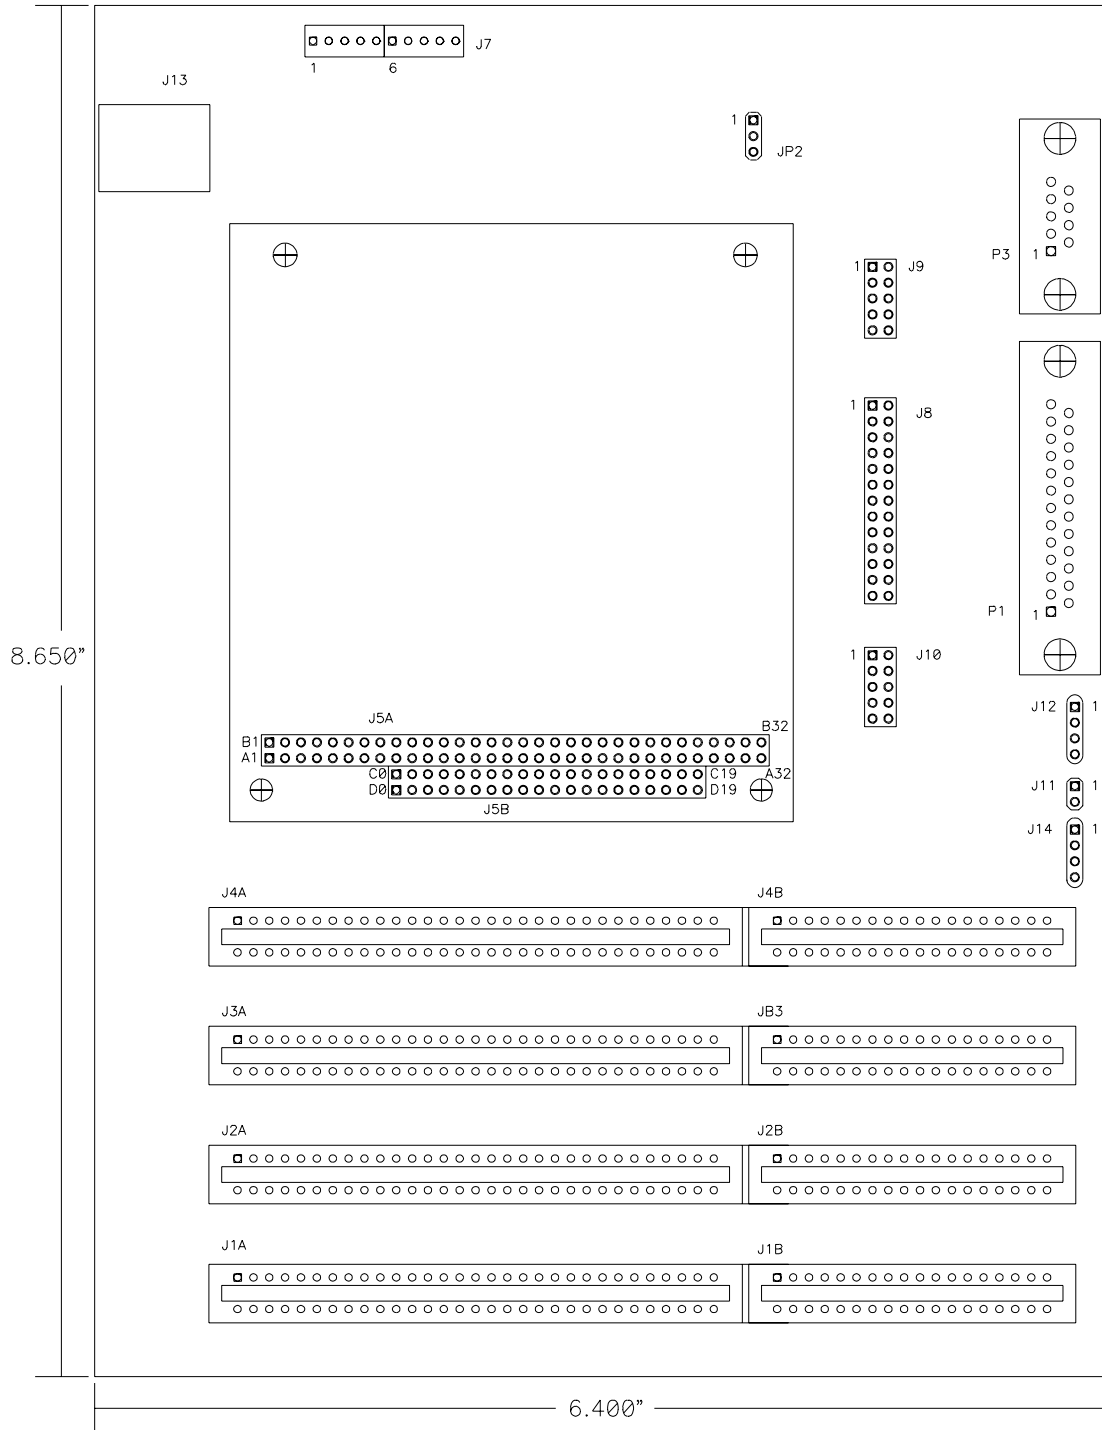 J7
1 6
J13
1
JP2
P3 1
1 J9
1 J8
P1 1
8.650"
1 J10
J12 1
J5A
B1 B32
A1 A32
C0 C19
D0 D19
J5B
J11 1
J14 1
J4A J4B
J3A JB3
J2A J2B
J1A J1B
6.400"